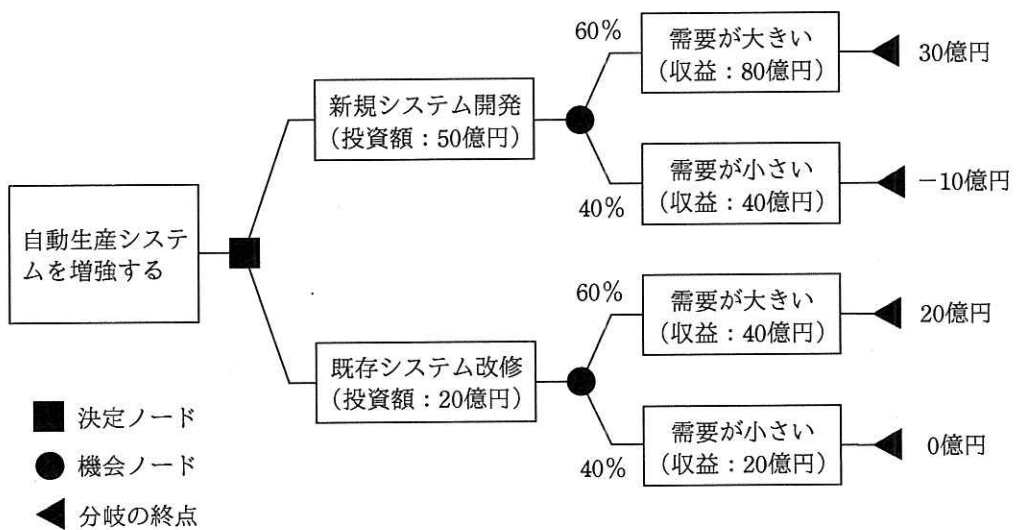 60%
需要が大きい
(収益:80億円)
30億円
新規システム開発
(投資額:50億円)
40%
需要が小さい
(収益:40億円)
-10億円
自動生産システ
ムを増強する
60%
需要が大きい
(収益:40億円)
20億円
既存システム改修
(投資額:20億円)
40%
需要が小さい
(収益:20億円)
0億円
決定ノード
機会ノード
分岐の終点